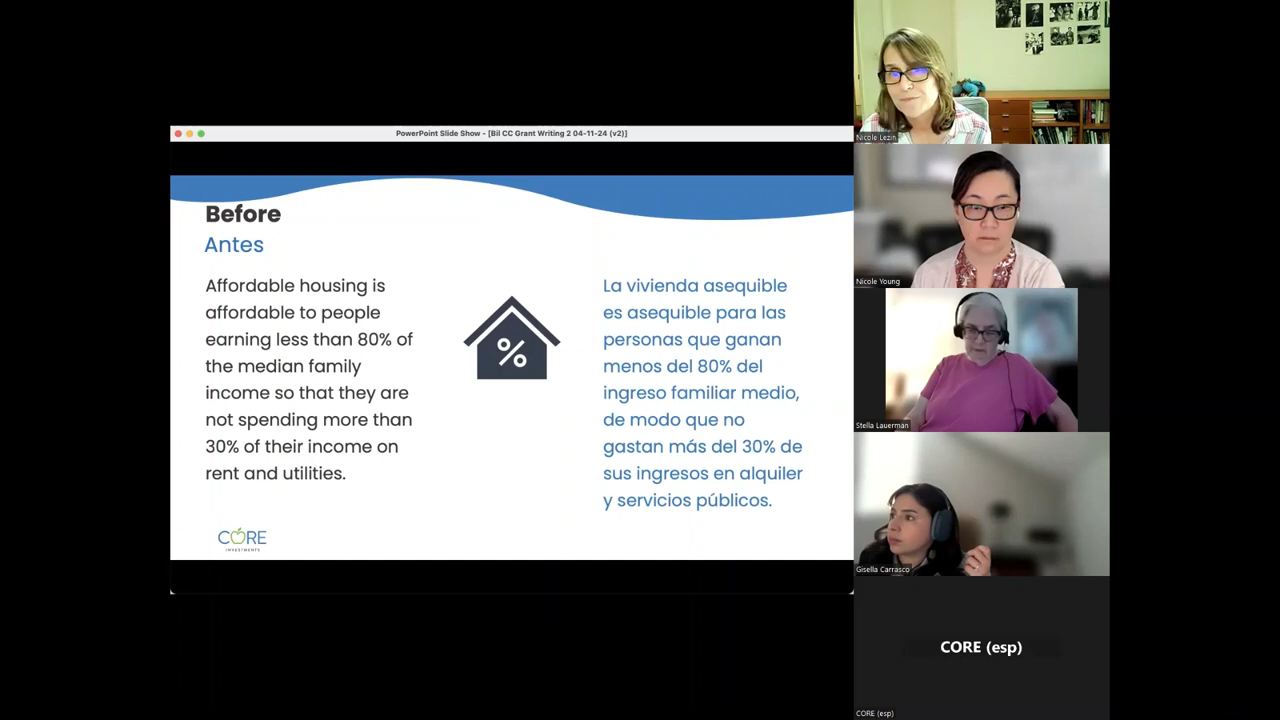 PowerPoint Slide Show - [Bil CC Grant Writing 2 04-11-24 (v2)]
Before
Antes
Affordable housing is
affordable to people
earning less than 80% of
the median family
income so that they are
not spending more than
30% of their income on
rent and utilities.
%
La vivienda asequible
es asequible para las
personas que ganan
menos del 80% del
ingreso familiar medio,
de modo que no
gastan más del 30% de
sus ingresos en alquiler
y servicios públicos.
CORE
INVESTMENTS
Nicole Lezin
Nicole Young
Stella Lauerman
Gisella Carrasco
CORE (esp)
CORE (esp)